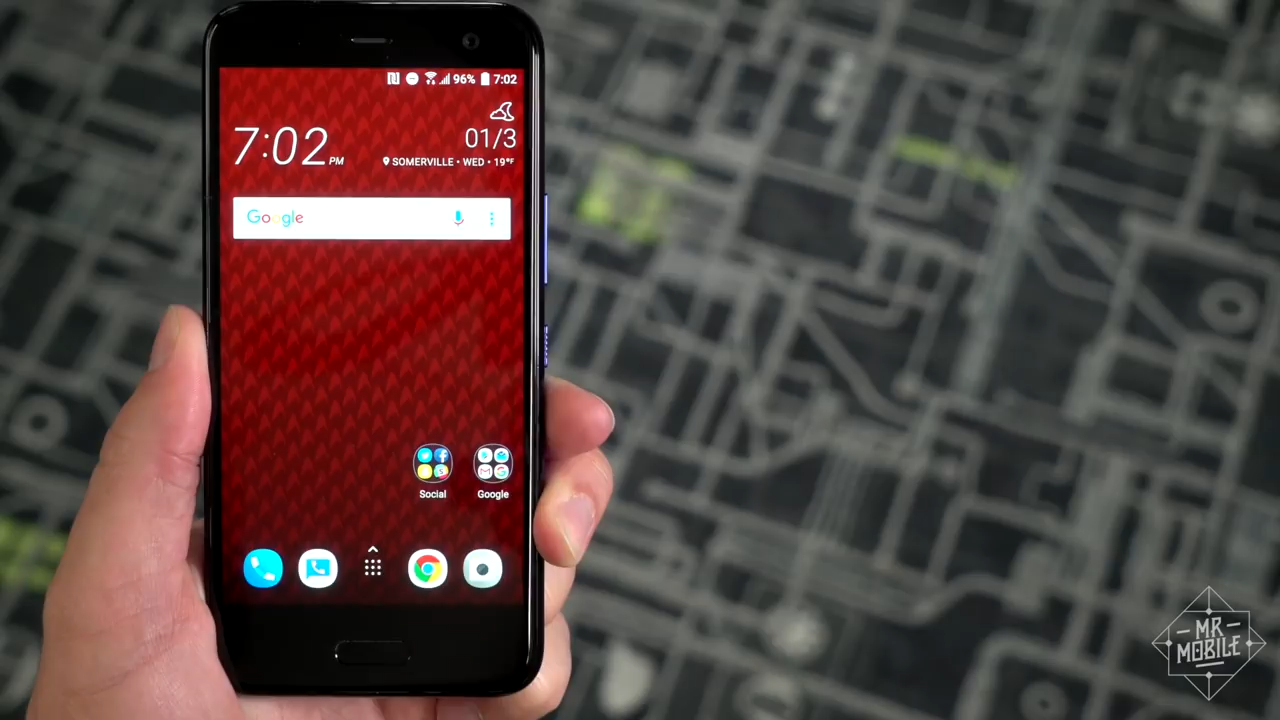 96% 7:02
7:02 PM
01/3
SOMERVILLE • WED • 19°F
Google
Social Google
MR
MOBILE